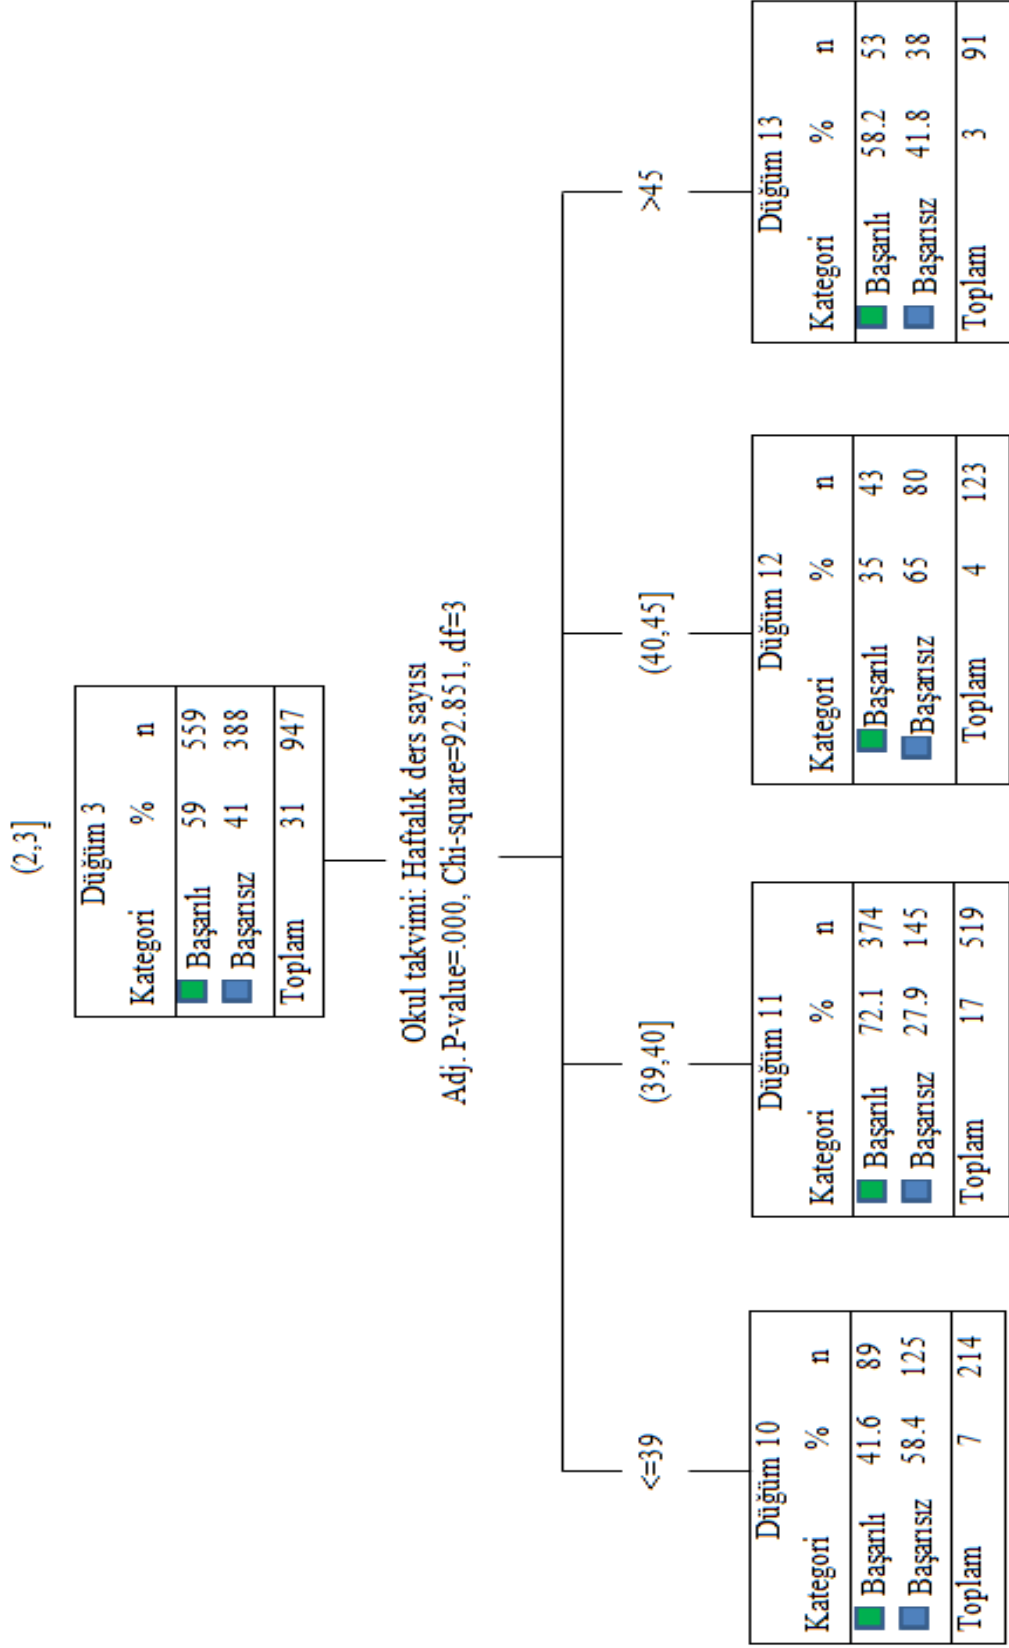 (2,3]
Düğüm 3
Kategori % n
Başarılı 59 559
Başarısız 41 388
Toplam 31 947
Okul takvimi: Haftalık ders sayısı
Adj. P-value=.000, Chi-square=92.851, df=3
<=39
(39,40]
(40,45]
>45
Düğüm 10
Kategori % n
Başarılı 41.6 89
Başarısız 58.4 125
Toplam 7 214
Düğüm 11
Kategori % n
Başarılı 72.1 374
Başarısız 27.9 145
Toplam 17 519
Düğüm 12
Kategori % n
Başarılı 35 43
Başarısız 65 80
Toplam 4 123
Düğüm 13
Kategori % n
Başarılı 58.2 53
Başarısız 41.8 38
Toplam 3 91